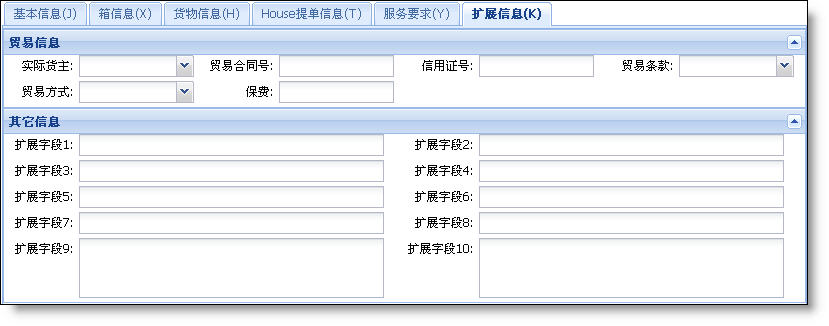 基本信息(J) 箱信息(X) 货物信息(H) House提单信息(T) 服务要求(Y) 扩展信息(K)
贸易信息
实际货主: 贸易合同号: 信用证号: 贸易条款:
贸易方式: 保费:
其它信息
扩展字段1: 扩展字段2:
扩展字段3: 扩展字段4:
扩展字段5: 扩展字段6:
扩展字段7: 扩展字段8:
扩展字段9: 扩展字段10: